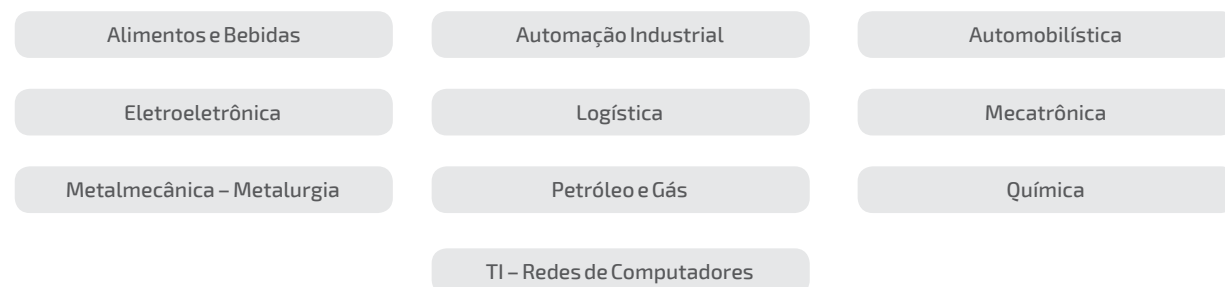 Alimentos e Bebidas
Automação Industrial
Automobilística
Eletroeletrônica
Logística
Mecatrônica
Metalmecânica – Metalurgia
Petróleo e Gás
Química
TI – Redes de Computadores